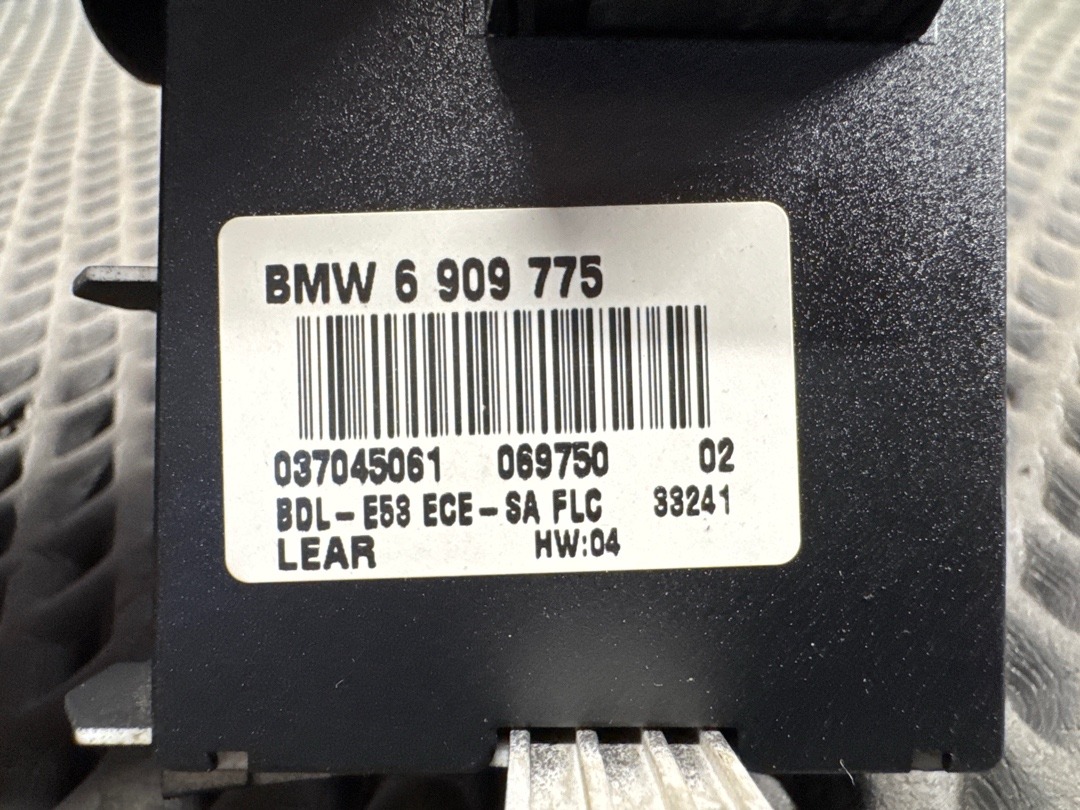 BMW 6 909 775
037045061 069750 02
BDL-E53 ECE-SA FLC 33241
LEAR HW:04